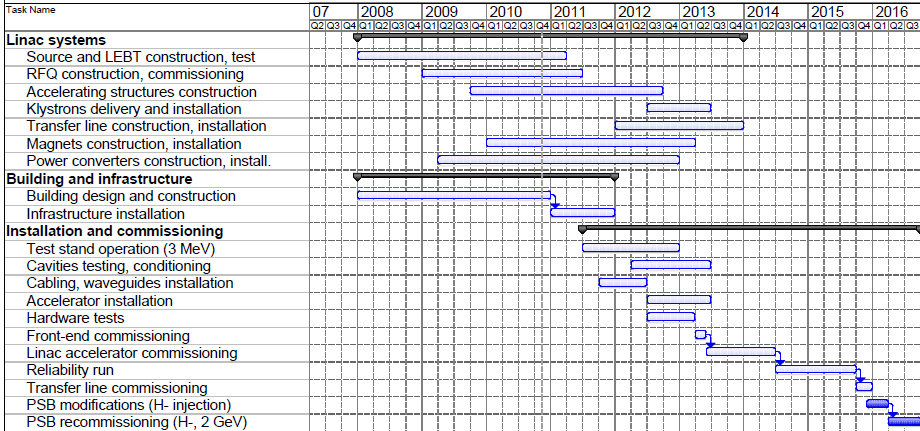 Task Name
07 2008 2009 2010 2011 2012 2013 2014 2015 2016
Q2 Q3 Q4 Q1 Q2 Q3 Q4 Q1 Q2 Q3 Q4 Q1 Q2 Q3 Q4 Q1 Q2 Q3 Q4 Q1 Q2 Q3 Q4 Q1 Q2 Q3 Q4 Q1 Q2 Q3 Q4 Q1 Q2 Q3 Q4 Q1 Q2 Q3
Linac systems
Source and LEBT construction, test
RFQ construction, commissioning
Accelerating structures construction
Klystrons delivery and installation
Transfer line construction, installation
Magnets construction, installation
Power converters construction, install.
Building and infrastructure
Building design and construction
Infrastructure installation
Installation and commissioning
Test stand operation (3 MeV)
Cavities testing, conditioning
Cabling, waveguides installation
Accelerator installation
Hardware tests
Front-end commissioning
Linac accelerator commissioning
Reliability run
Transfer line commissioning
PSB modifications (H- injection)
PSB recommissioning (H-, 2 GeV)